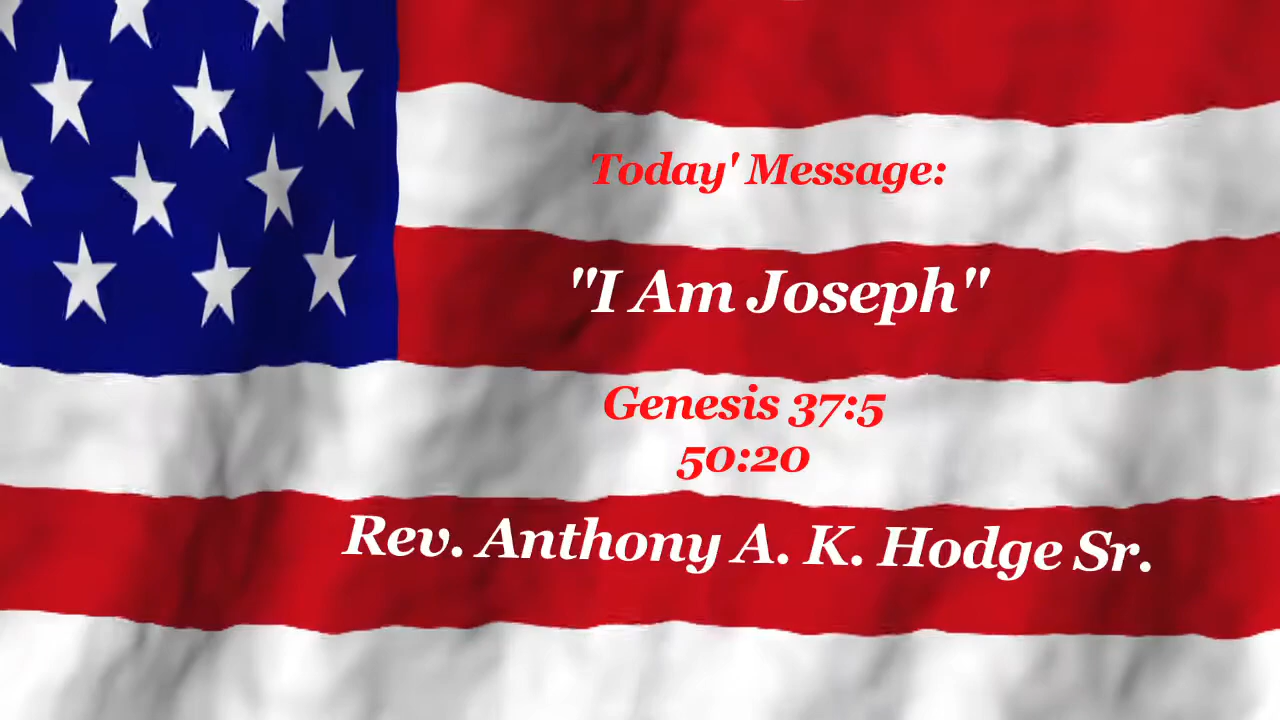 Today' Message:
"I Am Joseph"
Genesis 37:5
50:20
Rev. Anthony A. K. Hodge Sr.